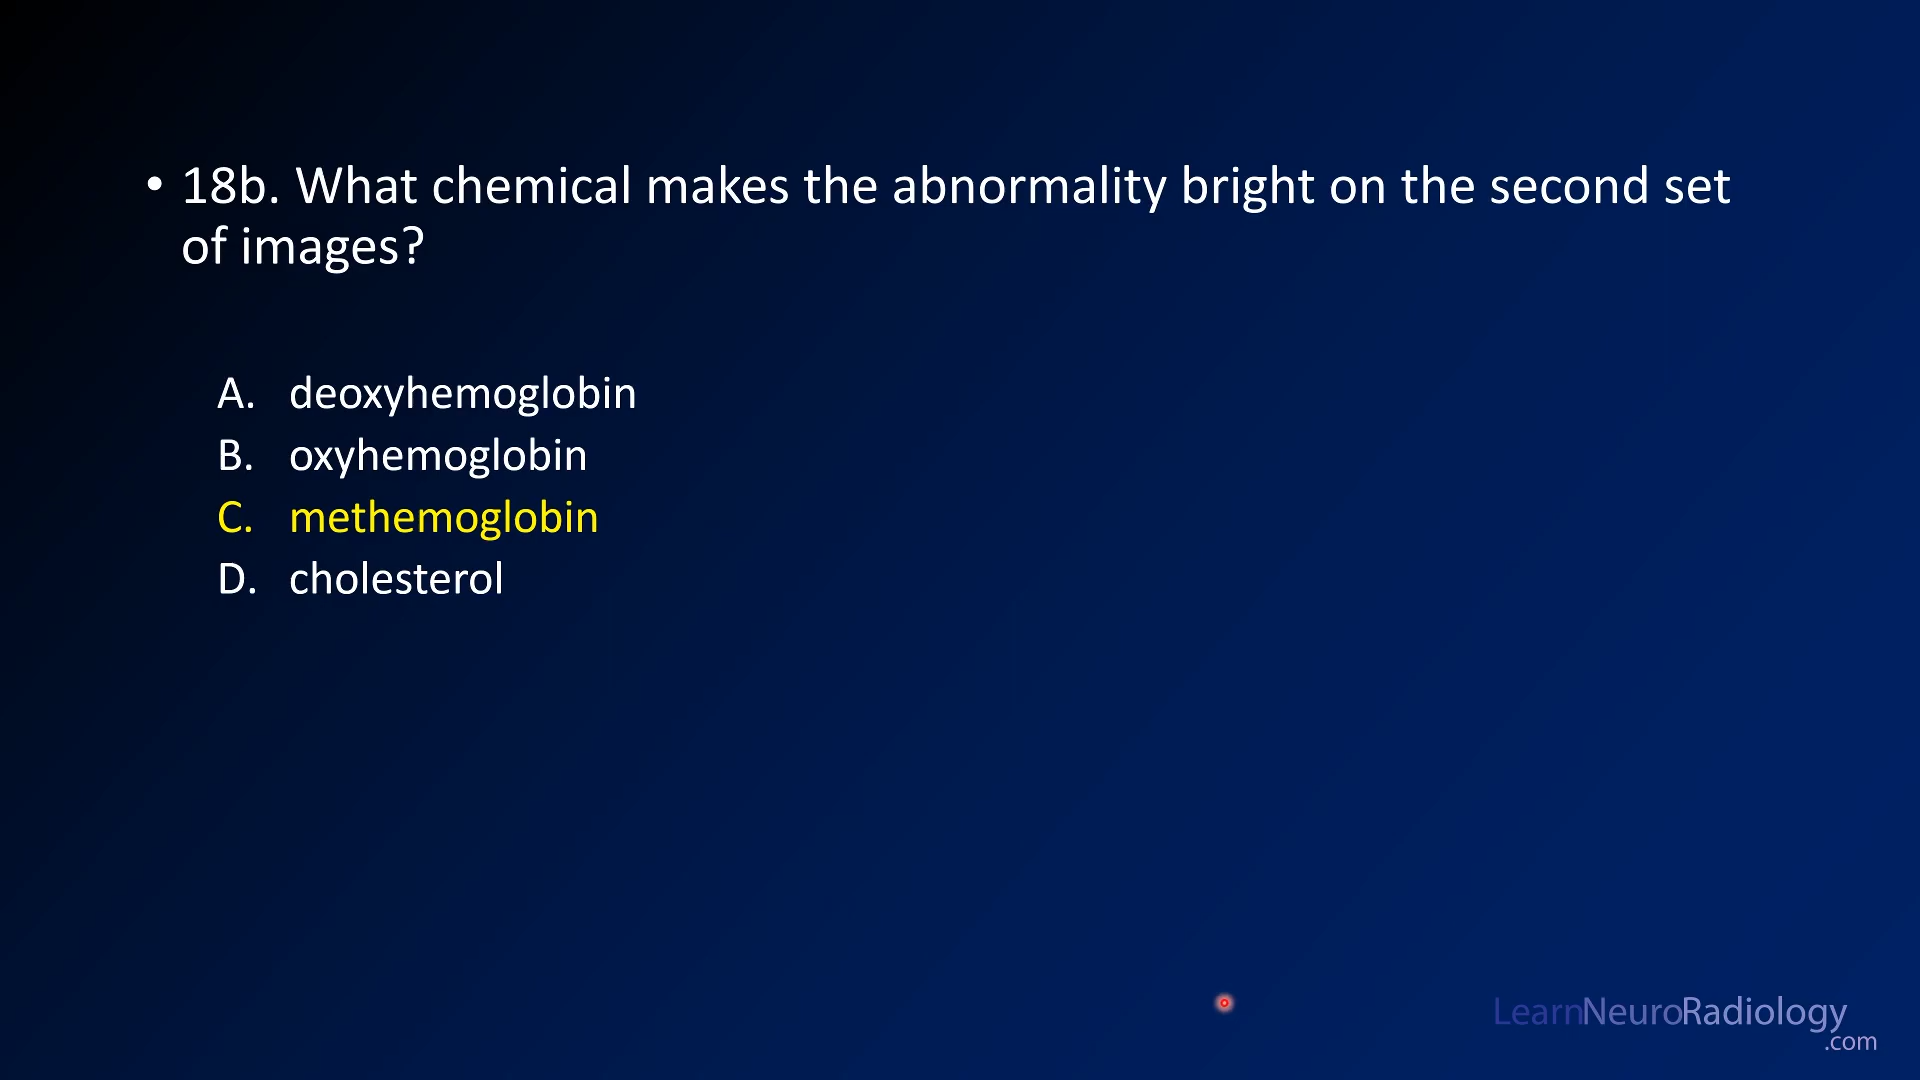 • 18b. What chemical makes the abnormality bright on the second set
of images?
A. deoxyhemoglobin
B. oxyhemoglobin
C. methemoglobin
D. cholesterol
LearnNeuroRadiology
.com